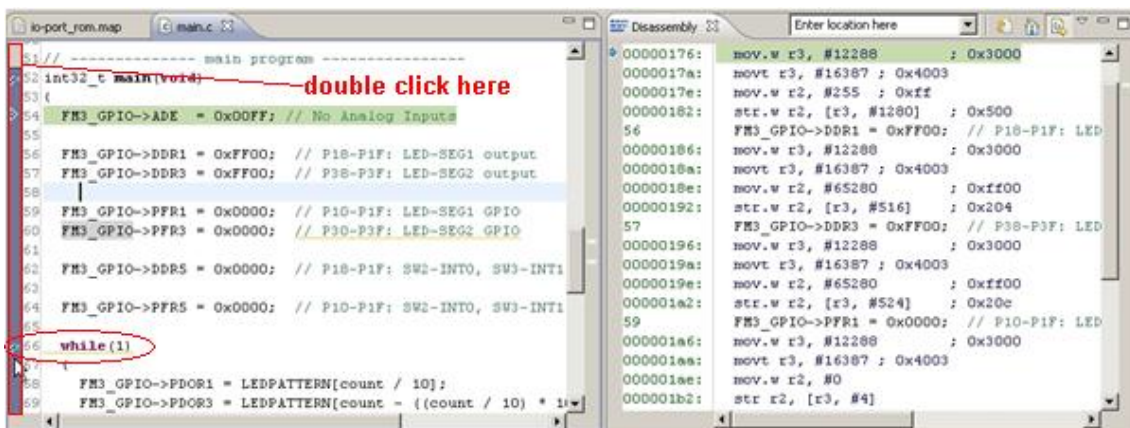 io-port_rom.map
main.c
51 // --------------- main program -----------------
52 int32_t main(void)
double click here
53 {
54 FM3_GPIO->ADE = 0x00FF; // No Analog Inputs
55
56 FM3_GPIO->DDR1 = 0xFF00; // P18-P1F: LED-SEG1 output
57 FM3_GPIO->DDR3 = 0xFF00; // P38-P3F: LED-SEG2 output
58
59 FM3_GPIO->PFR1 = 0x0000; // P10-P1F: LED-SEG1 GPIO
60 FM3_GPIO->PFR3 = 0x0000; // P30-P3F: LED-SEG2 GPIO
61
62 FM3_GPIO->DDR5 = 0x0000; // P18-P1F: SW2-INT0, SW3-INT1
63
64 FM3_GPIO->PFR5 = 0x0000; // P10-P1F: SW2-INT0, SW3-INT1
65
66 while(1)
67 {
68 FM3_GPIO->PDOR1 = LEDPATTERN[count / 10];
69 FM3_GPIO->PDOR3 = LEDPATTERN[count - ((count / 10) * 1
Disassembly
Enter location here
00000176: mov.w r3, #12288 ; 0x3000
0000017a: movt r3, #16387 ; 0x4003
0000017e: mov.w r2, #255 ; 0xff
00000182: str.w r2, [r3, #1280] ; 0x500
56 FM3_GPIO->DDR1 = 0xFF00; // P18-P1F: LED
00000186: mov.w r3, #12288 ; 0x3000
0000018a: movt r3, #16387 ; 0x4003
0000018e: mov.w r2, #65280 ; 0xff00
00000192: str.w r2, [r3, #516] ; 0x204
57 FM3_GPIO->DDR3 = 0xFF00; // P38-P3F: LED
00000196: mov.w r3, #12288 ; 0x3000
0000019a: movt r3, #16387 ; 0x4003
0000019e: mov.w r2, #65280 ; 0xff00
000001a2: str.w r2, [r3, #524] ; 0x20c
59 FM3_GPIO->PFR1 = 0x0000; // P10-P1F: LED
000001a6: mov.w r3, #12288 ; 0x3000
000001aa: movt r3, #16387 ; 0x4003
000001ae: mov.w r2, #0
000001b2: str r2, [r3, #4]